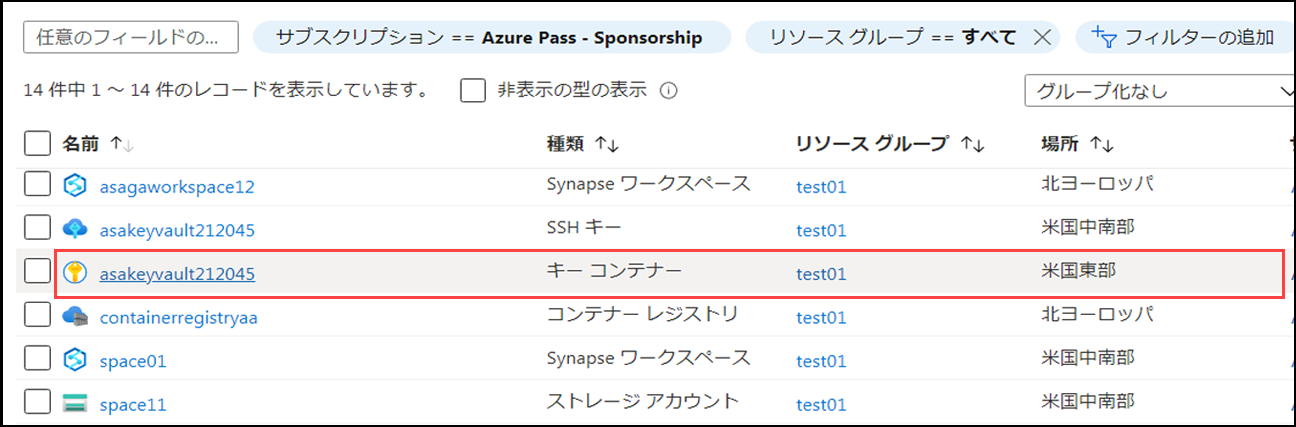 任意のフィールドの... サブスクリプション == Azure Pass - Sponsorship リソース グループ == すべて フィルターの追加
14 件中 1 ～ 14 件のレコードを表示しています。 非表示の型の表示 グループ化なし
名前 ↑↓ 種類 ↑↓ リソース グループ ↑↓ 場所 ↑↓
asagaworkspace12 Synapse ワークスペース test01 北ヨーロッパ
asakeyvault212045 SSH キー test01 米国中南部
asakeyvault212045 キー コンテナー test01 米国東部
containerregistryaa コンテナー レジストリ test01 北ヨーロッパ
space01 Synapse ワークスペース test01 米国中南部
space11 ストレージ アカウント test01 米国中南部